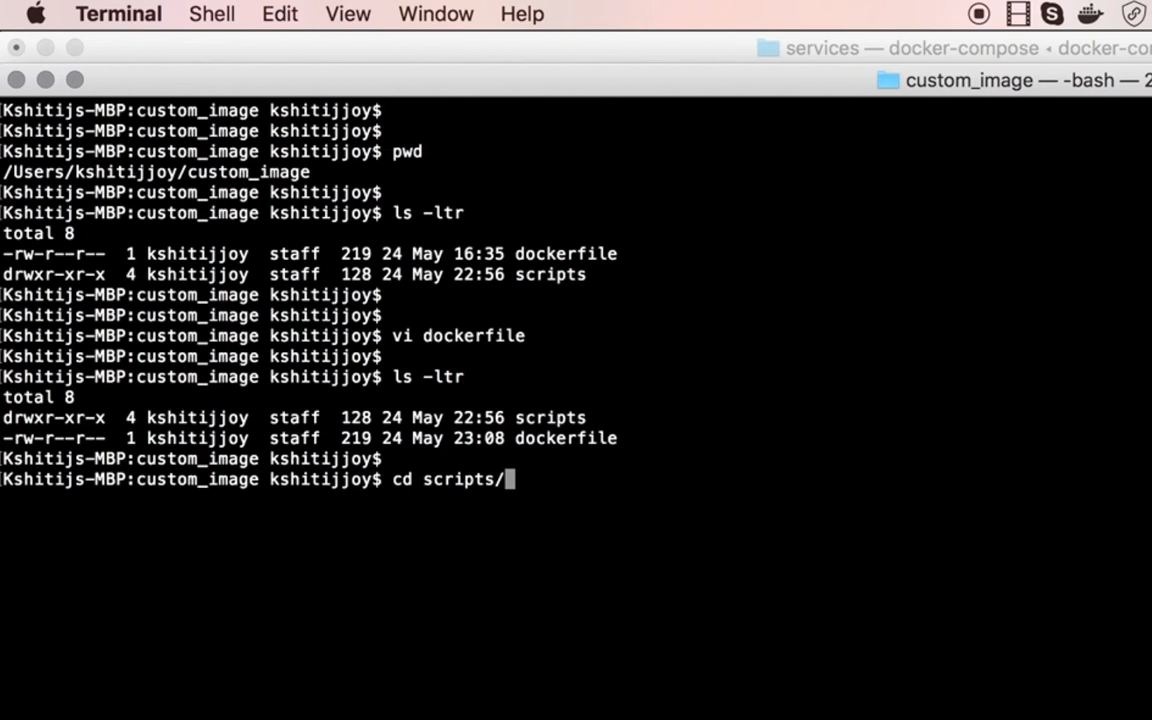 Terminal Shell Edit View Window Help
services — docker-compose ◂ docker-co
custom_image — -bash — 2
[Kshitijs-MBP:custom_image kshitijjoy$
[Kshitijs-MBP:custom_image kshitijjoy$
[Kshitijs-MBP:custom_image kshitijjoy$ pwd
/Users/kshitijjoy/custom_image
[Kshitijs-MBP:custom_image kshitijjoy$
[Kshitijs-MBP:custom_image kshitijjoy$ ls -ltr
total 8
-rw-r--r-- 1 kshitijjoy staff 219 24 May 16:35 dockerfile
drwxr-xr-x 4 kshitijjoy staff 128 24 May 22:56 scripts
[Kshitijs-MBP:custom_image kshitijjoy$
[Kshitijs-MBP:custom_image kshitijjoy$
[Kshitijs-MBP:custom_image kshitijjoy$ vi dockerfile
[Kshitijs-MBP:custom_image kshitijjoy$
[Kshitijs-MBP:custom_image kshitijjoy$ ls -ltr
total 8
drwxr-xr-x 4 kshitijjoy staff 128 24 May 22:56 scripts
-rw-r--r-- 1 kshitijjoy staff 219 24 May 23:08 dockerfile
[Kshitijs-MBP:custom_image kshitijjoy$
[Kshitijs-MBP:custom_image kshitijjoy$ cd scripts/